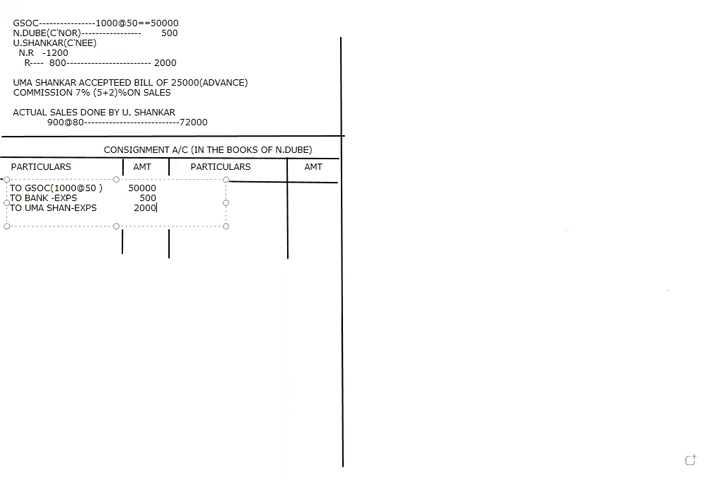 GSOC----------------1000@50==50000
N.DUBE(C'NOR)----------------- 500
U.SHANKAR(C'NEE)
N.R -1200
R---- 800------------------------ 2000
UMA SHANKAR ACCEPTEED BILL OF 25000(ADVANCE)
COMMISSION 7% (5+2)%ON SALES
ACTUAL SALES DONE BY U. SHANKAR
900@80---------------------------72000
CONSIGNMENT A/C (IN THE BOOKS OF N.DUBE)
PARTICULARS AMT PARTICULARS AMT
TO GSOC(1000@50 ) 50000
TO BANK -EXPS 500
TO UMA SHAN-EXPS 2000